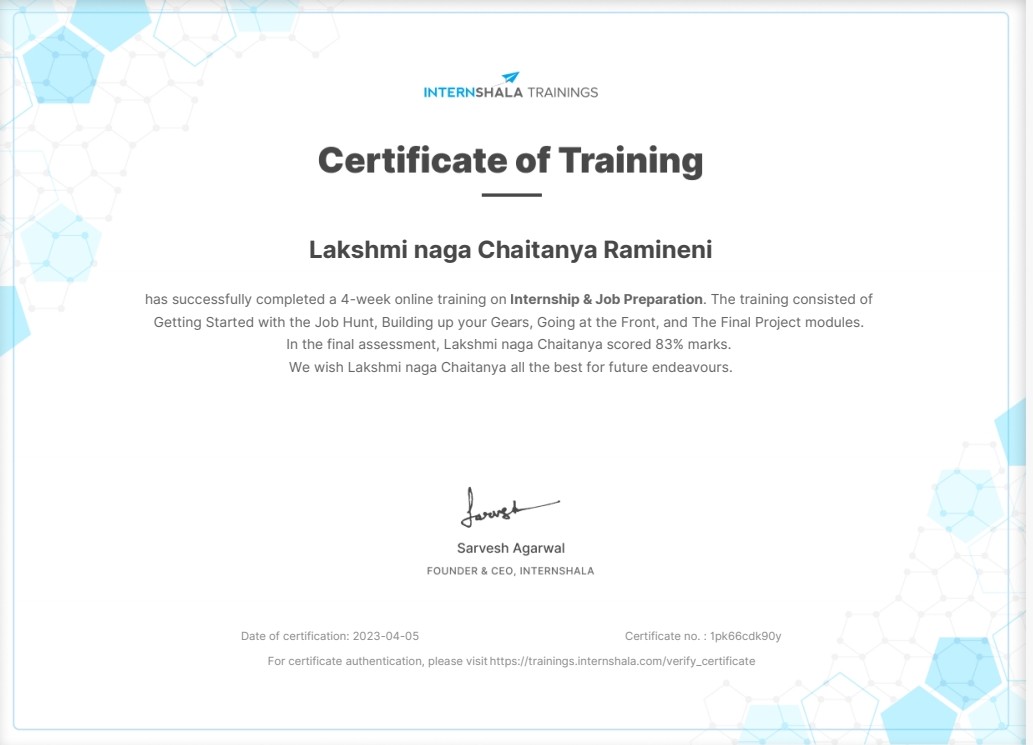 INTERNSHALA TRAININGS
Certificate of Training
Lakshmi naga Chaitanya Ramineni
has successfully completed a 4-week online training on Internship & Job Preparation. The training consisted of
Getting Started with the Job Hunt, Building up your Gears, Going at the Front, and The Final Project modules.
In the final assessment, Lakshmi naga Chaitanya scored 83% marks.
We wish Lakshmi naga Chaitanya all the best for future endeavours.
Sarvesh
Sarvesh Agarwal
FOUNDER & CEO, INTERNSHALA
Date of certification: 2023-04-05
Certificate no. : 1pk66cdk90y
For certificate authentication, please visit https://trainings.internshala.com/verify_certificate